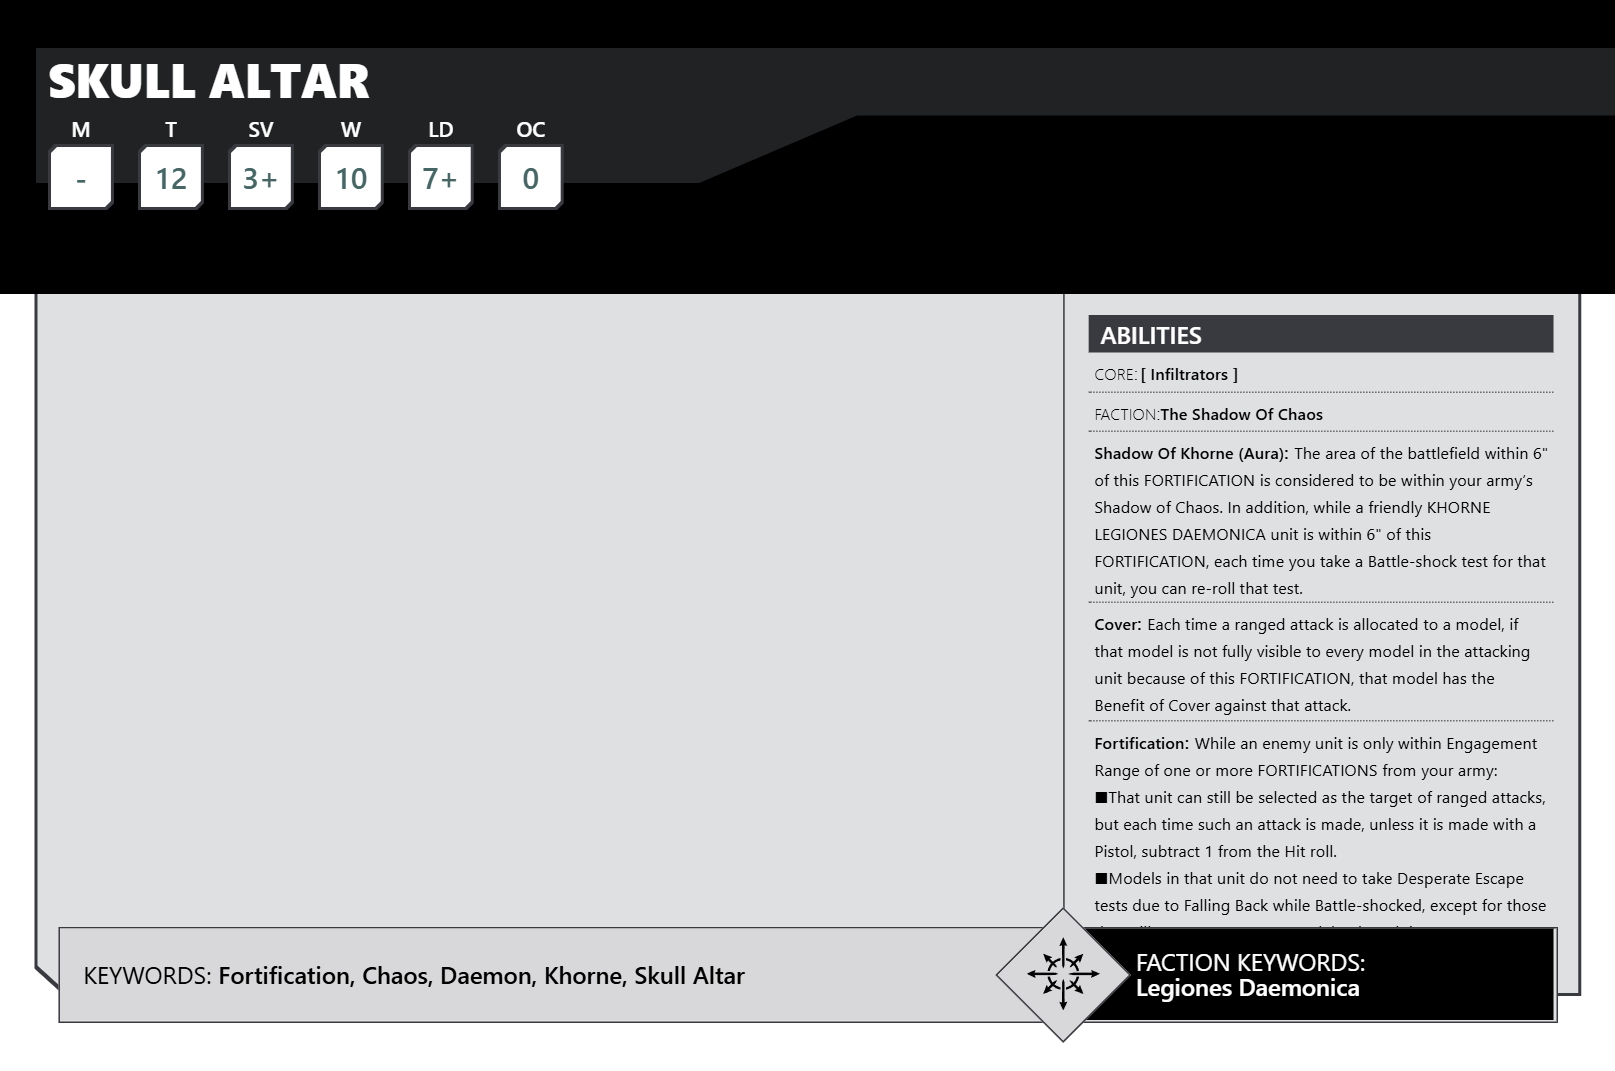 SKULL ALTAR
M T SV W LD OC
- 12 3+ 10 7+ 0
ABILITIES
CORE: [ Infiltrators ]
FACTION:The Shadow Of Chaos
Shadow Of Khorne (Aura): The area of the battlefield within 6"
of this FORTIFICATION is considered to be within your army’s
Shadow of Chaos. In addition, while a friendly KHORNE
LEGIONES DAEMONICA unit is within 6" of this
FORTIFICATION, each time you take a Battle-shock test for that
unit, you can re-roll that test.
Cover: Each time a ranged attack is allocated to a model, if
that model is not fully visible to every model in the attacking
unit because of this FORTIFICATION, that model has the
Benefit of Cover against that attack.
Fortification: While an enemy unit is only within Engagement
Range of one or more FORTIFICATIONS from your army:
■That unit can still be selected as the target of ranged attacks,
but each time such an attack is made, unless it is made with a
Pistol, subtract 1 from the Hit roll.
■Models in that unit do not need to take Desperate Escape
tests due to Falling Back while Battle-shocked, except for those
KEYWORDS: Fortification, Chaos, Daemon, Khorne, Skull Altar
FACTION KEYWORDS:
Legiones Daemonica